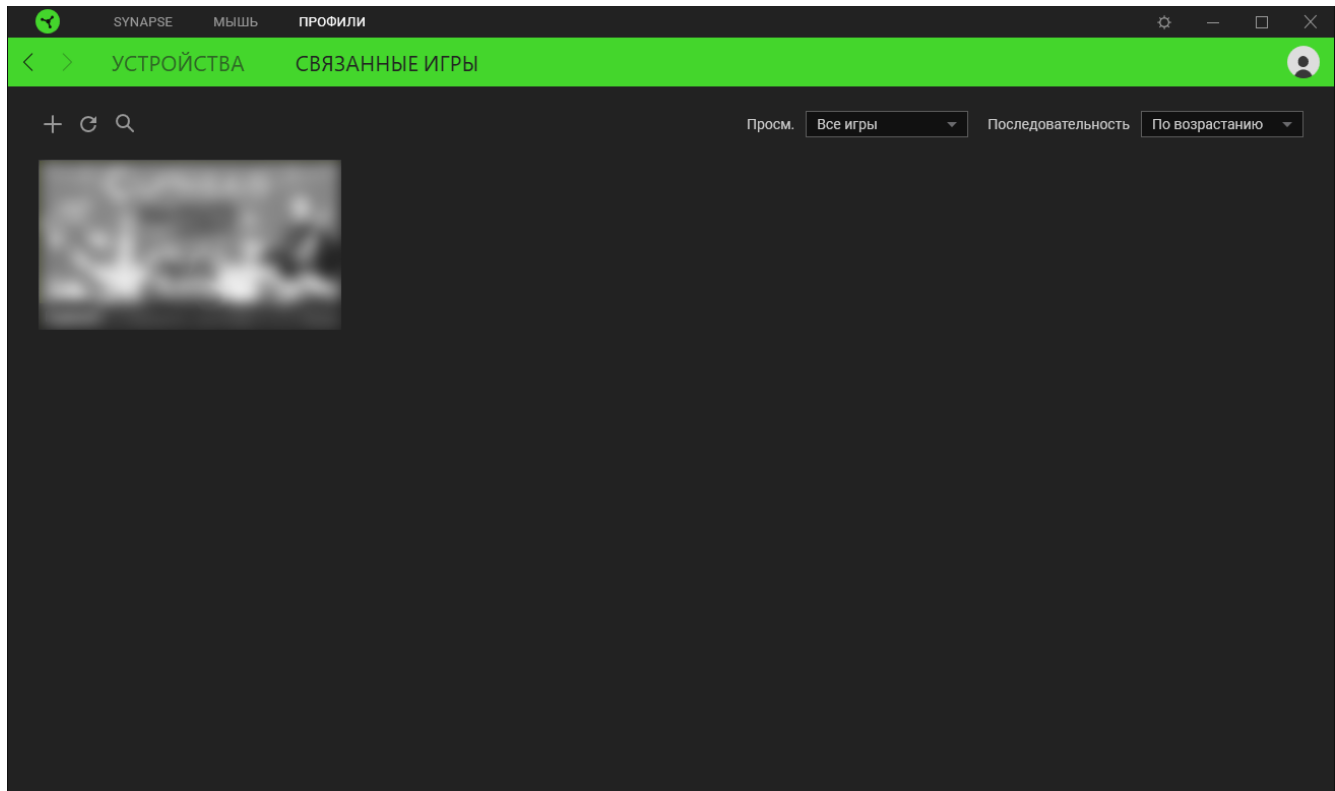 SYNAPSE МЫШЬ ПРОФИЛИ
УСТРОЙСТВА СВЯЗАННЫЕ ИГРЫ
Просм. Все игры Последовательность По возрастанию